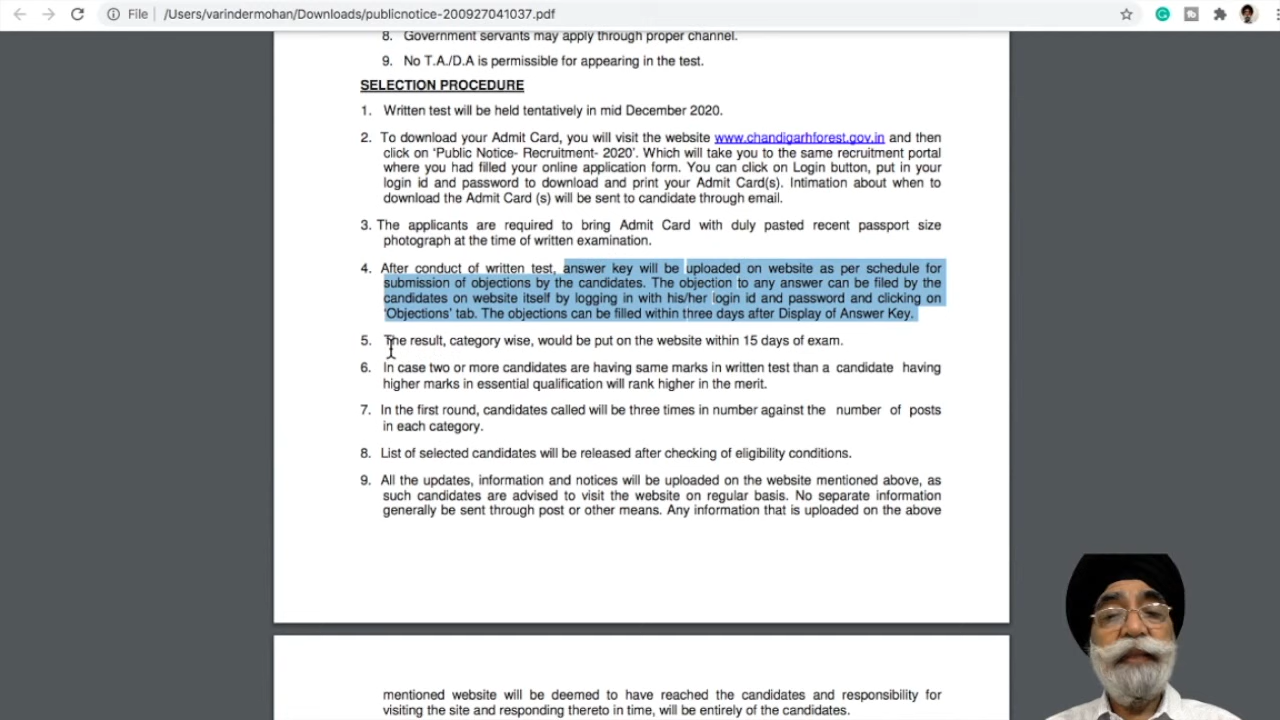 File /Users/varindermohan/Downloads/publicnotice-200927041037.pdf
8. Government servants may apply through proper channel.
9. No T.A./D.A is permissible for appearing in the test.
SELECTION PROCEDURE
1. Written test will be held tentatively in mid December 2020.
2. To download your Admit Card, you will visit the website www.chandigarhforest.gov.in and then
click on ‘Public Notice- Recruitment- 2020’. Which will take you to the same recruitment portal
where you had filled your online application form. You can click on Login button, put in your
login id and password to download and print your Admit Card(s). Intimation about when to
download the Admit Card (s) will be sent to candidate through email.
3. The applicants are required to bring Admit Card with duly pasted recent passport size
photograph at the time of written examination.
4. After conduct of written test, answer key will be uploaded on website as per schedule for
submission of objections by the candidates. The objection to any answer can be filed by the
candidates on website itself by logging in with his/her login id and password and clicking on
‘Objections’ tab. The objections can be filled within three days after Display of Answer Key.
5. The result, category wise, would be put on the website within 15 days of exam.
6. In case two or more candidates are having same marks in written test than a candidate having
higher marks in essential qualification will rank higher in the merit.
7. In the first round, candidates called will be three times in number against the number of posts
in each category.
8. List of selected candidates will be released after checking of eligibility conditions.
9. All the updates, information and notices will be uploaded on the website mentioned above, as
such candidates are advised to visit the website on regular basis. No separate information
generally be sent through post or other means. Any information that is uploaded on the above
mentioned website will be deemed to have reached the candidates and responsibility for
visiting the site and responding thereto in time, will be entirely of the candidates.